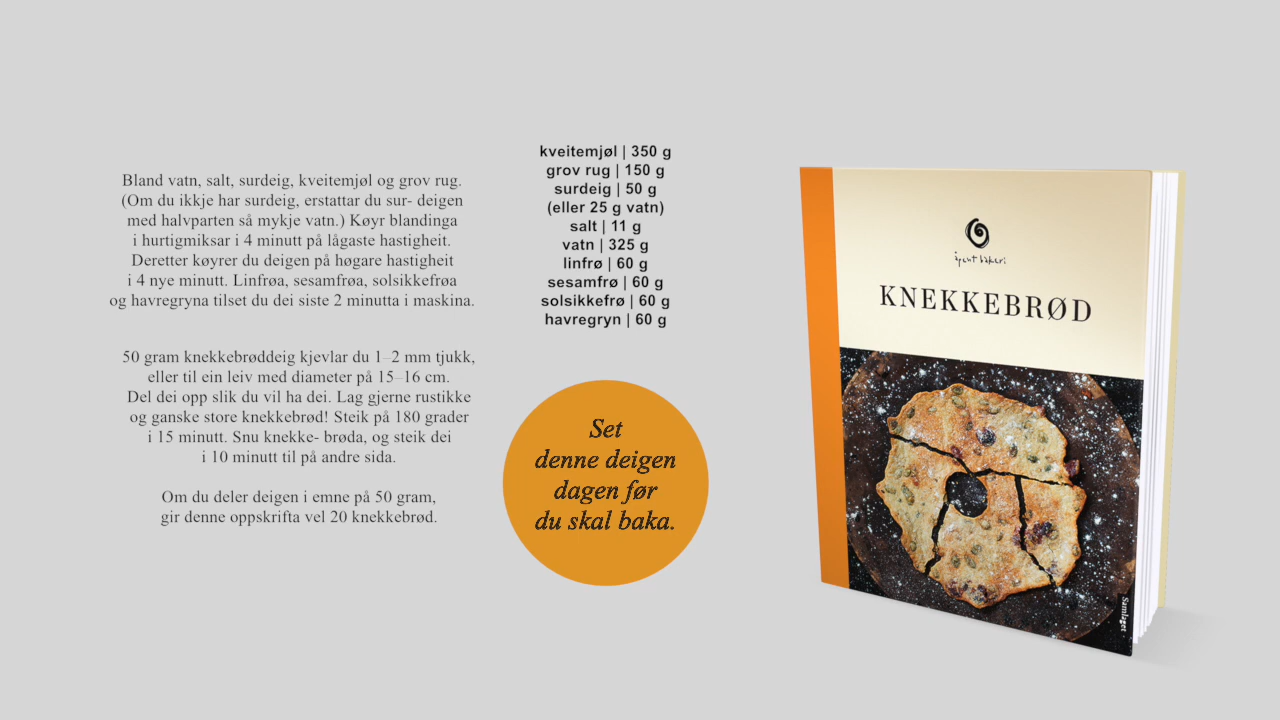 Bland vatn, salt, surdeig, kveitemjøl og grov rug.
(Om du ikkje har surdeig, erstattar du sur- deigen
med halvparten så mykje vatn.) Køyr blandinga
i hurtigmiksar i 4 minutt på lågaste hastigheit.
Deretter køyrer du deigen på høgare hastigheit
i 4 nye minutt. Linfrøa, sesamfrøa, solsikkefrøa
og havregryna tilset du dei siste 2 minutta i maskina.
50 gram knekkebrøddeig kjevlar du 1–2 mm tjukk,
eller til ein leiv med diameter på 15–16 cm.
Del dei opp slik du vil ha dei. Lag gjerne rustikke
og ganske store knekkebrød! Steik på 180 grader
i 15 minutt. Snu knekke- brøda, og steik dei
i 10 minutt til på andre sida.
Om du deler deigen i emne på 50 gram,
gir denne oppskrifta vel 20 knekkebrød.
kveitemjøl | 350 g
grov rug | 150 g
surdeig | 50 g
(eller 25 g vatn)
salt | 11 g
vatn | 325 g
linfrø | 60 g
sesamfrø | 60 g
solsikkefrø | 60 g
havregryn | 60 g
Set
denne deigen
dagen før
du skal baka.
åpent bakeri
KNEKKEBRØD
Samlaget